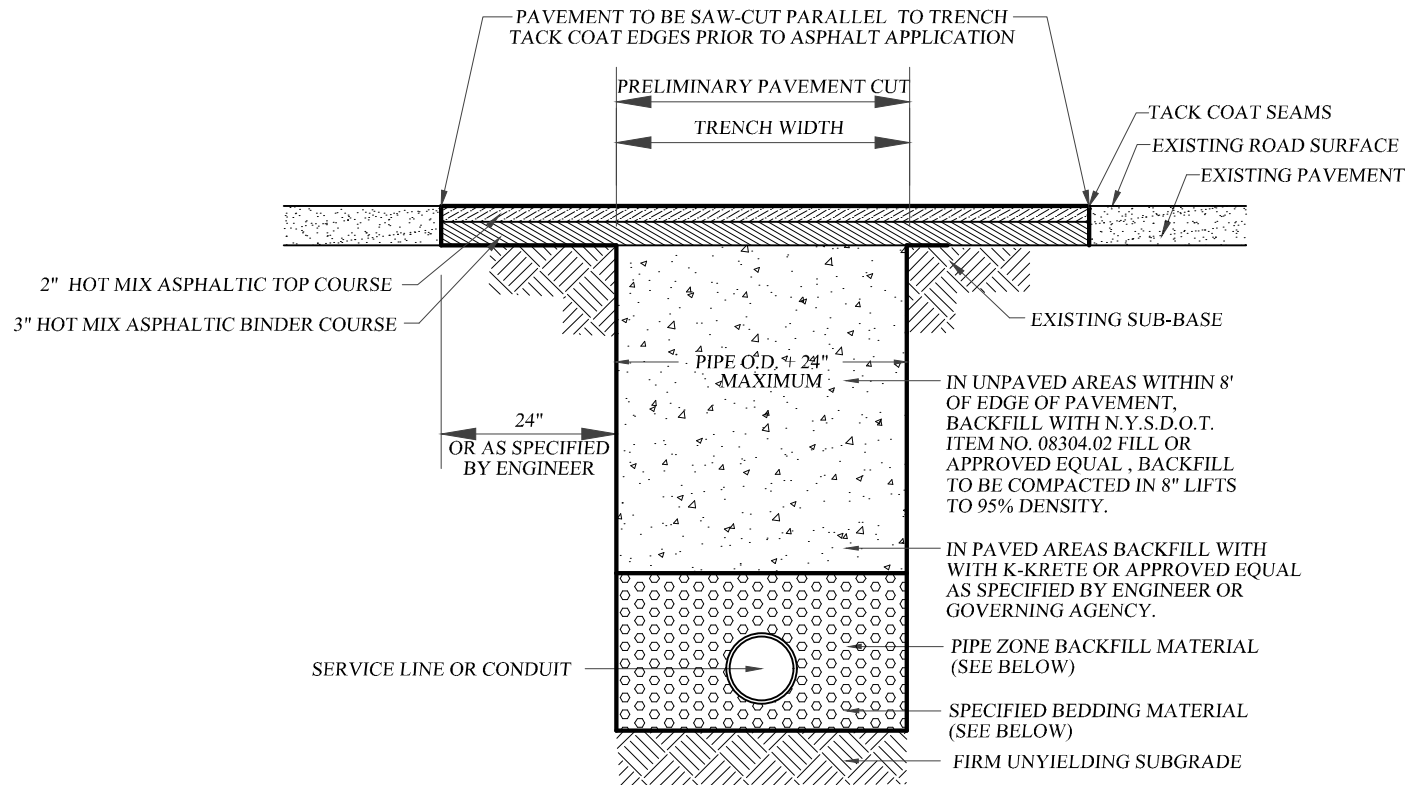 PAVEMENT TO BE SAW-CUT PARALLEL TO TRENCH
TACK COAT EDGES PRIOR TO ASPHALT APPLICATION
PRELIMINARY PAVEMENT CUT
TRENCH WIDTH
TACK COAT SEAMS
EXISTING ROAD SURFACE
EXISTING PAVEMENT
2" HOT MIX ASPHALTIC TOP COURSE
3" HOT MIX ASPHALTIC BINDER COURSE
EXISTING SUB-BASE
PIPE O.D. + 24"
MAXIMUM
24"
OR AS SPECIFIED
BY ENGINEER
IN UNPAVED AREAS WITHIN 8'
OF EDGE OF PAVEMENT,
BACKFILL WITH N.Y.S.D.O.T.
ITEM NO. 08304.02 FILL OR
APPROVED EQUAL , BACKFILL
TO BE COMPACTED IN 8" LIFTS
TO 95% DENSITY.
IN PAVED AREAS BACKFILL WITH
WITH K-KRETE OR APPROVED EQUAL
AS SPECIFIED BY ENGINEER OR
GOVERNING AGENCY.
SERVICE LINE OR CONDUIT
PIPE ZONE BACKFILL MATERIAL
(SEE BELOW)
SPECIFIED BEDDING MATERIAL
(SEE BELOW)
FIRM UNYIELDING SUBGRADE